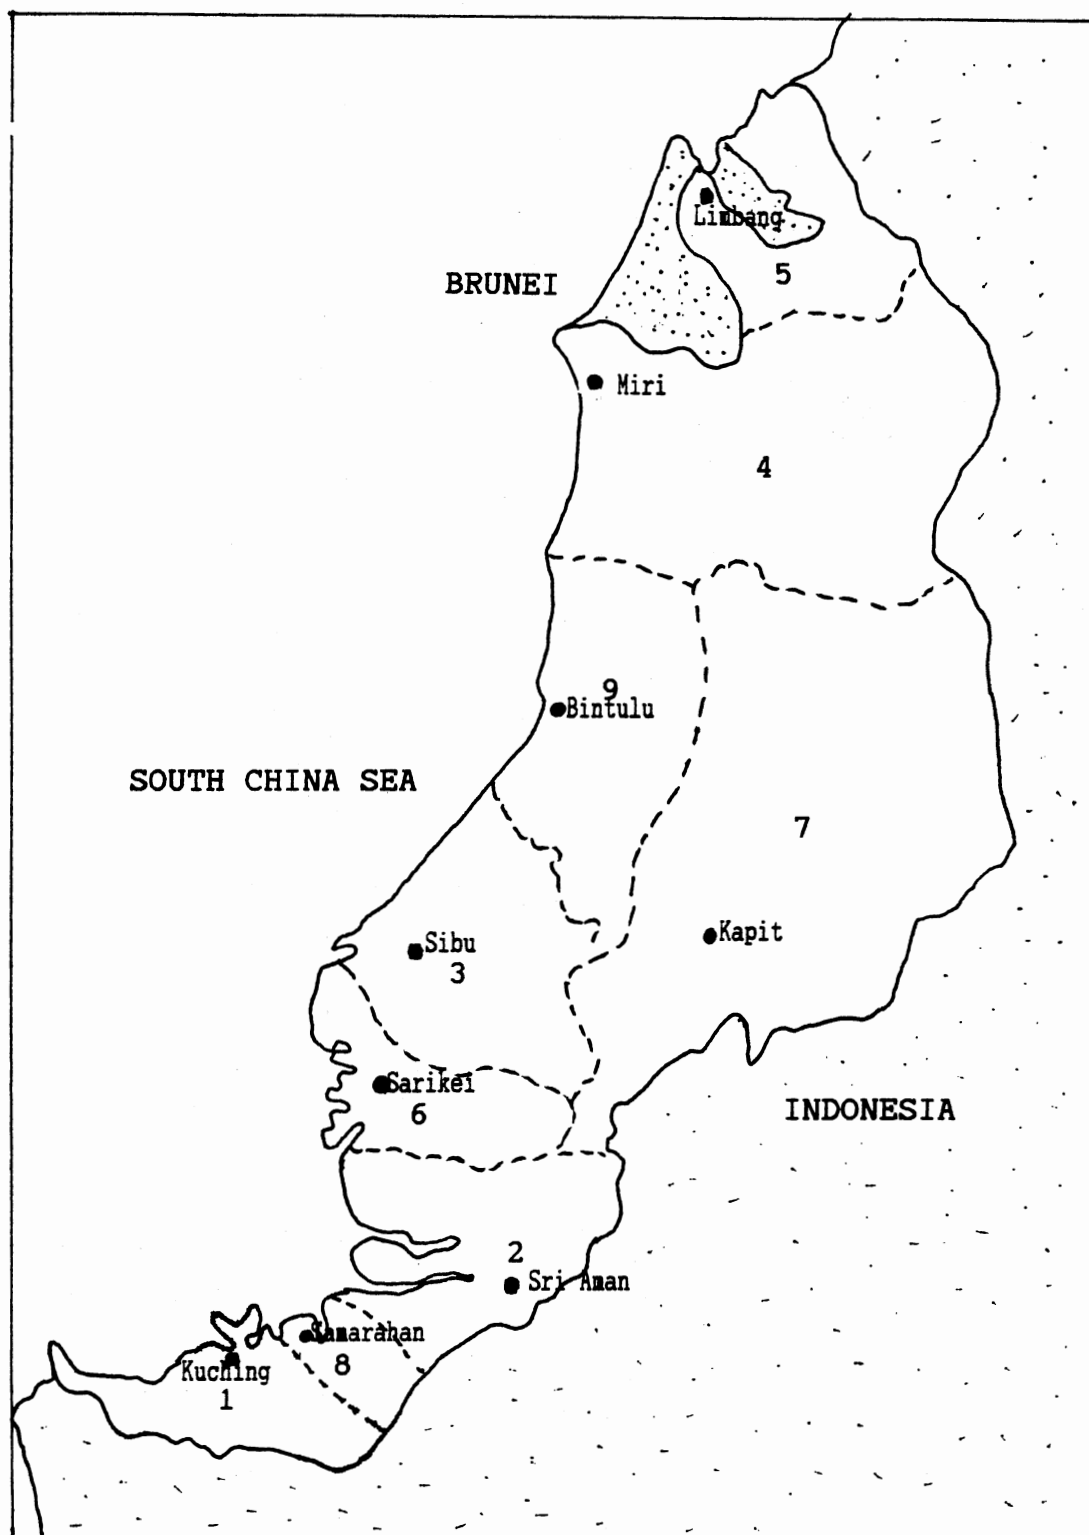 Limbang
BRUNEI
5
Miri
4
9
Bintulu
SOUTH CHINA SEA
7
Kapit
Sibu
3
Sarikei
6
INDONESIA
2
Sri Aman
Samarahan
8
Kuching
1